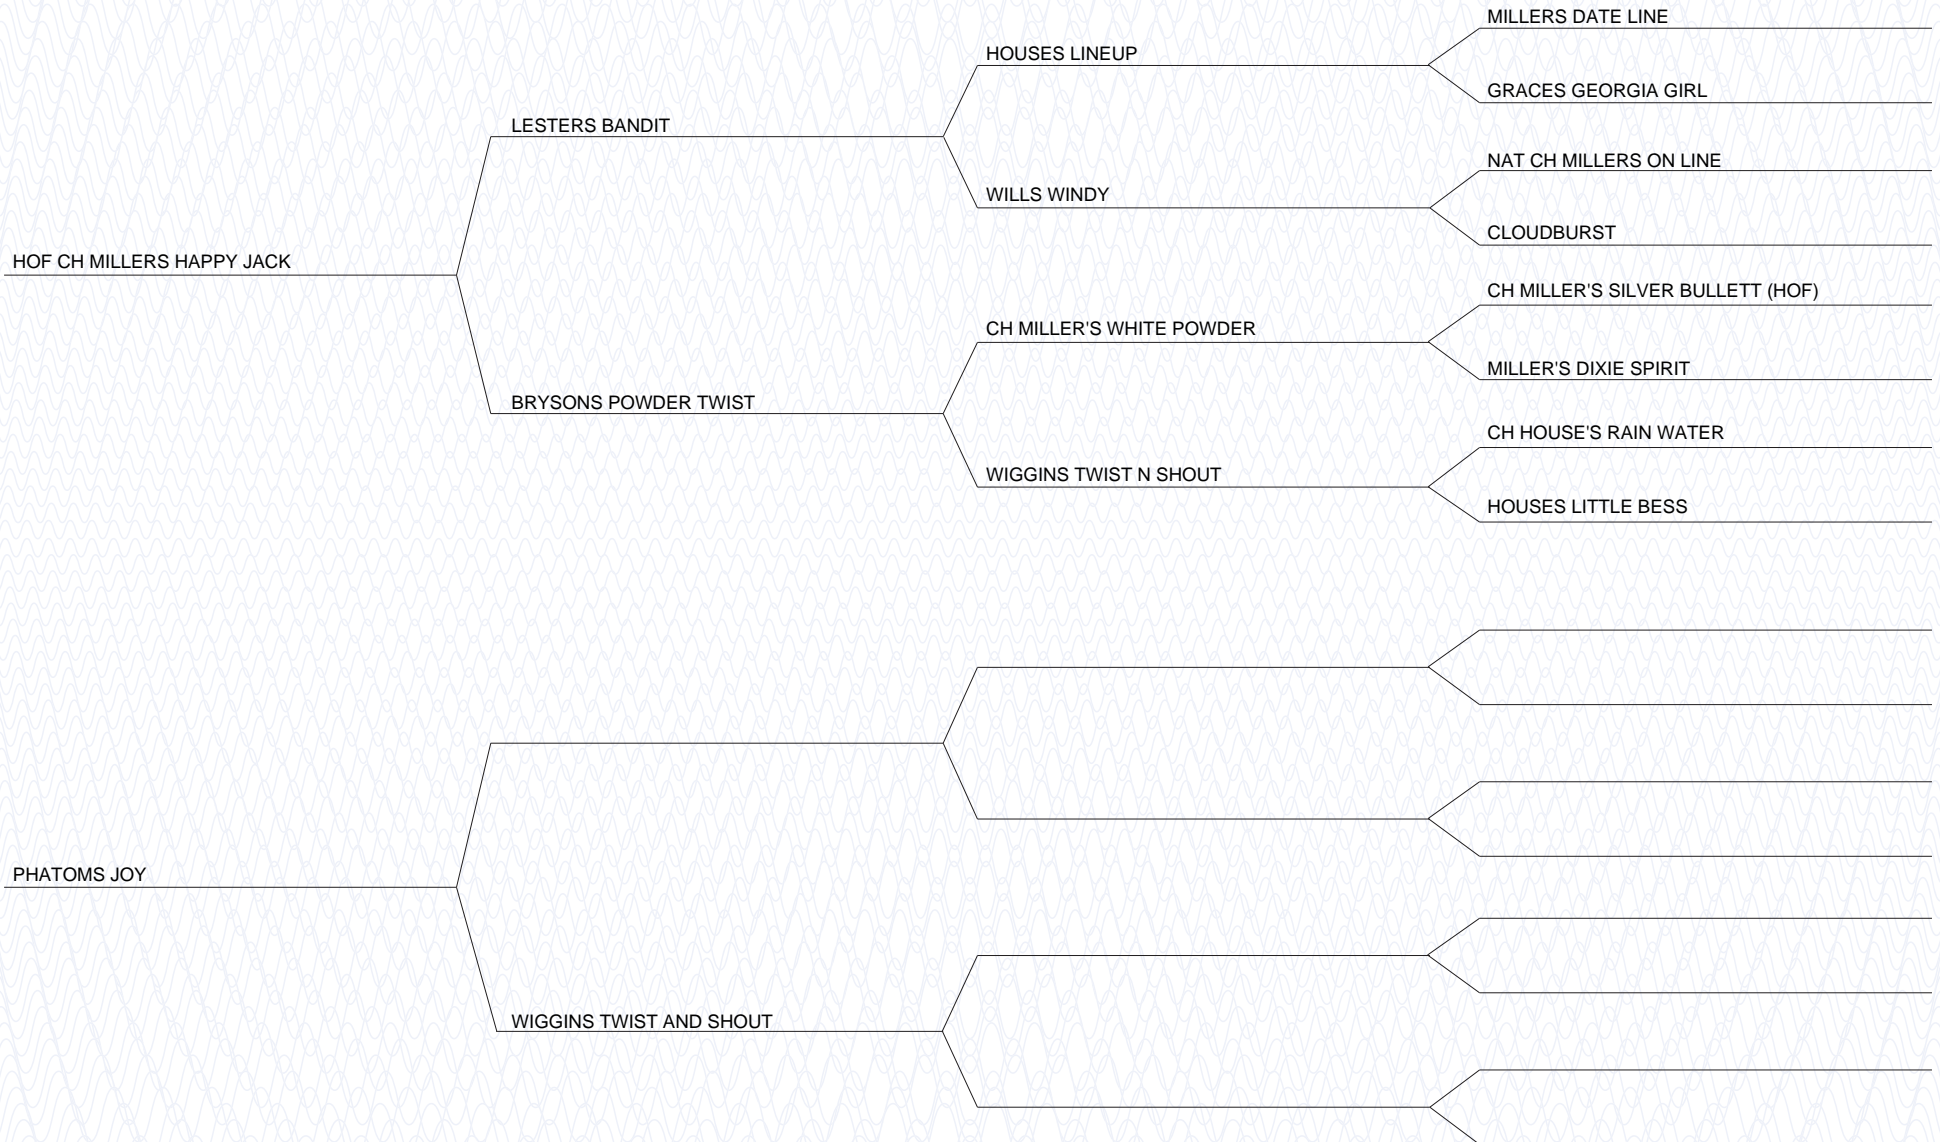 MILLERS DATE LINE
HOUSES LINEUP
GRACES GEORGIA GIRL
LESTERS BANDIT
NAT CH MILLERS ON LINE
WILLS WINDY
CLOUDBURST
HOF CH MILLERS HAPPY JACK
CH MILLER'S SILVER BULLETT (HOF)
CH MILLER'S WHITE POWDER
MILLER'S DIXIE SPIRIT
BRYSONS POWDER TWIST
CH HOUSE'S RAIN WATER
WIGGINS TWIST N SHOUT
HOUSES LITTLE BESS
PHATOMS JOY
WIGGINS TWIST AND SHOUT